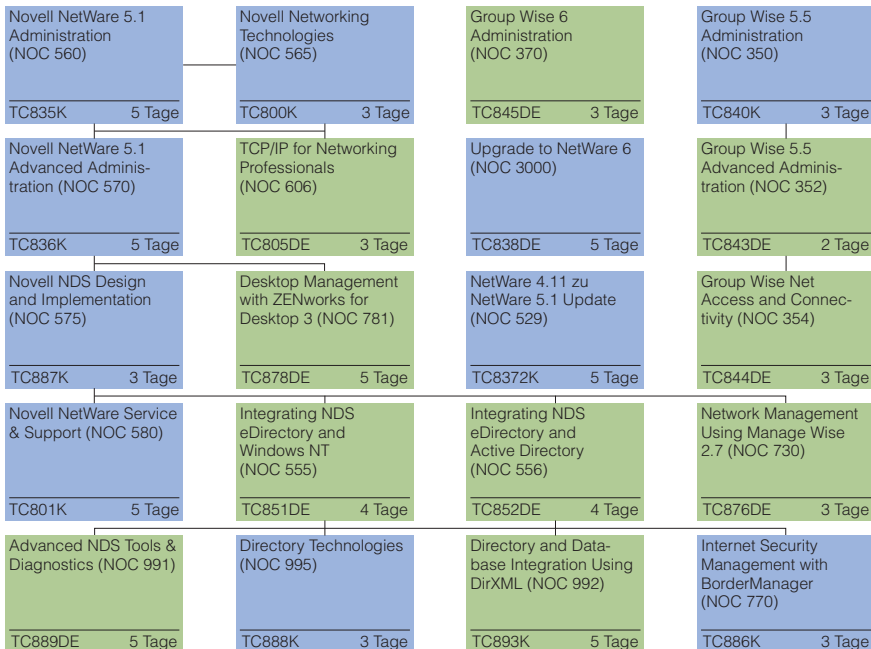 Novell NetWare 5.1
Administration
(NOC 560)
TC835K 5 Tage
Novell Networking
Technologies
(NOC 565)
TC800K 3 Tage
Group Wise 6
Administration
(NOC 370)
TC845DE 3 Tage
Group Wise 5.5
Administration
(NOC 350)
TC840K 3 Tage
Novell NetWare 5.1
Advanced Adminis-
tration (NOC 570)
TC836K 5 Tage
TCP/IP for Networking
Professionals
(NOC 606)
TC805DE 3 Tage
Upgrade to NetWare 6
(NOC 3000)
TC838DE 5 Tage
Group Wise 5.5
Advanced Adminis-
tration (NOC 352)
TC843DE 2 Tage
Novell NDS Design
and Implementation
(NOC 575)
TC887K 3 Tage
Desktop Management
with ZENworks for
Desktop 3 (NOC 781)
TC878DE 5 Tage
NetWare 4.11 zu
NetWare 5.1 Update
(NOC 529)
TC8372K 5 Tage
Group Wise Net
Access and Connec-
tivity (NOC 354)
TC844DE 3 Tage
Novell NetWare Service
& Support (NOC 580)
TC801K 5 Tage
Integrating NDS
eDirectory and
Windows NT
(NOC 555)
TC851DE 4 Tage
Integrating NDS
eDirectory and
Active Directory
(NOC 556)
TC852DE 4 Tage
Network Management
Using Manage Wise
2.7 (NOC 730)
TC876DE 3 Tage
Advanced NDS Tools &
Diagnostics (NOC 991)
TC889DE 5 Tage
Directory Technologies
(NOC 995)
TC888K 3 Tage
Directory and Data-
base Integration Using
DirXML (NOC 992)
TC893K 5 Tage
Internet Security
Management with
BorderManager
(NOC 770)
TC886K 3 Tage